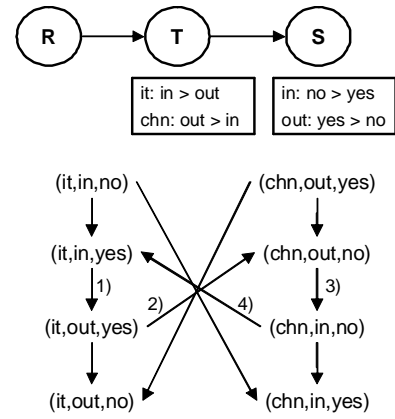 R T S
it: in > out
chn: out > in
in: no > yes
out: yes > no
(it,in,no) (chn,out,yes)
(it,in,yes) (chn,out,no)
1) 2) 4) 3)
(it,out,yes) (chn,in,no)
(it,out,no) (chn,in,yes)